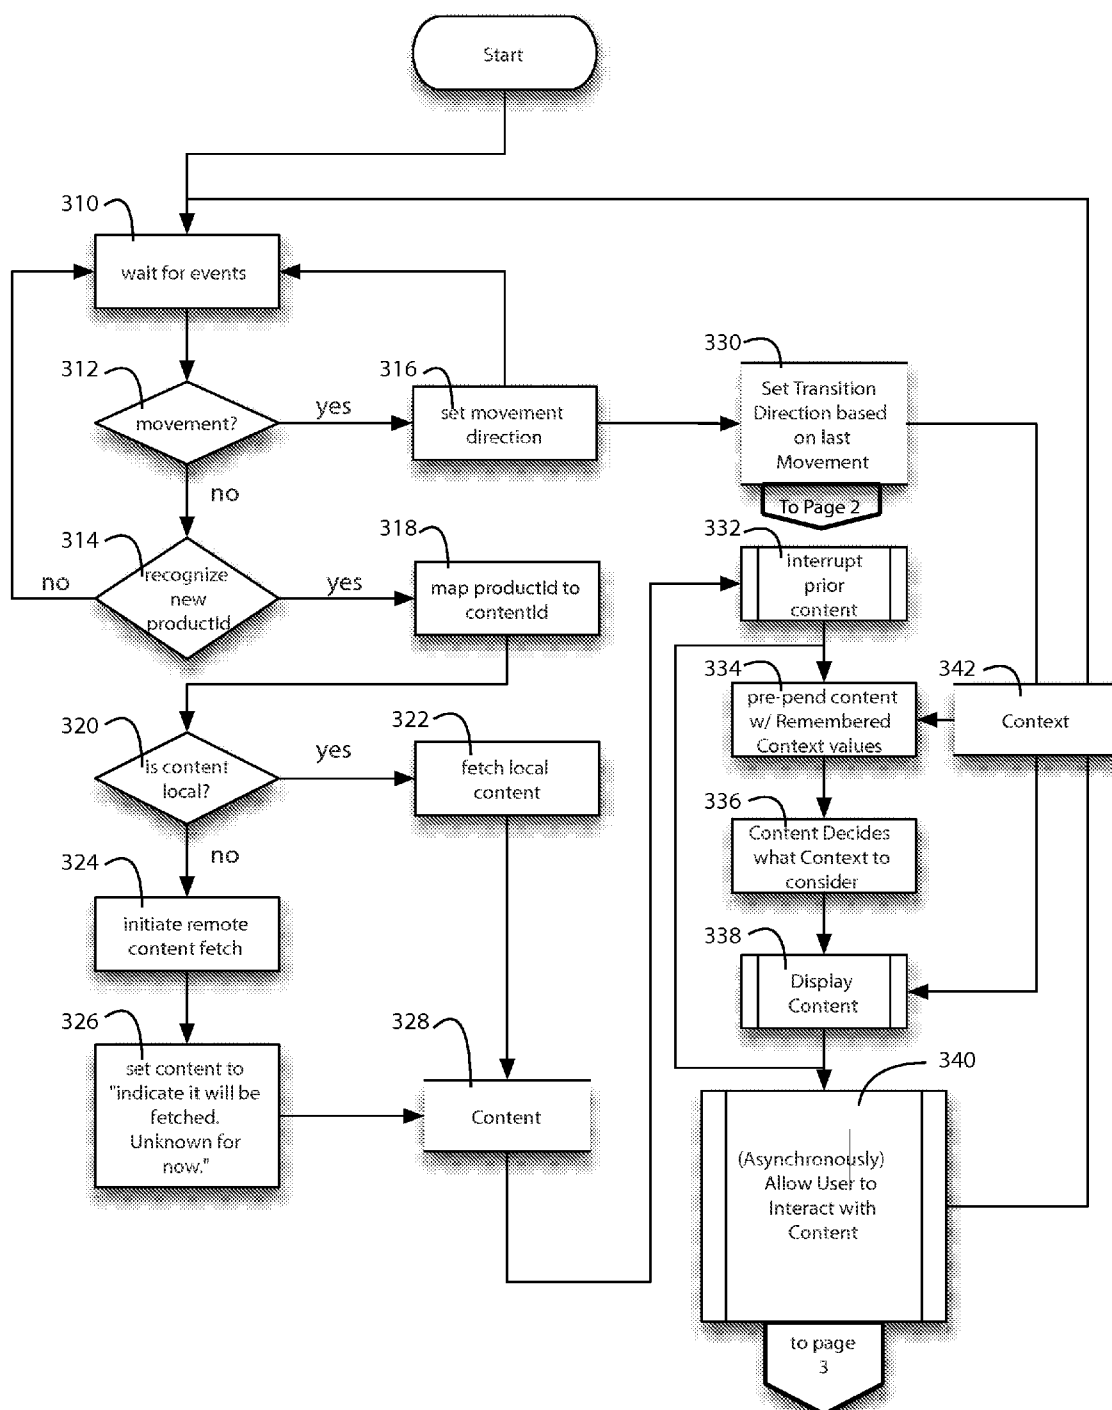 Start
310
wait for events
312
movement?
yes
316
set movement
direction
330
Set Transition
Direction based
on last
Movement
To Page 2
no
314
recognize
new
productId
no
yes
318
map productId to
contentId
332
interrupt
prior
content
334
pre-pend content
w/ Remembered
Context values
342
Context
320
is content
local?
yes
322
fetch local
content
336
Content Decides
what Context to
consider
no
324
initiate remote
content fetch
338
Display
Content
326
set content to
"indicate it will be
fetched.
Unknown for
now."
328
Content
340
(Asynchronously)
Allow User to
Interact with
Content
to page
3